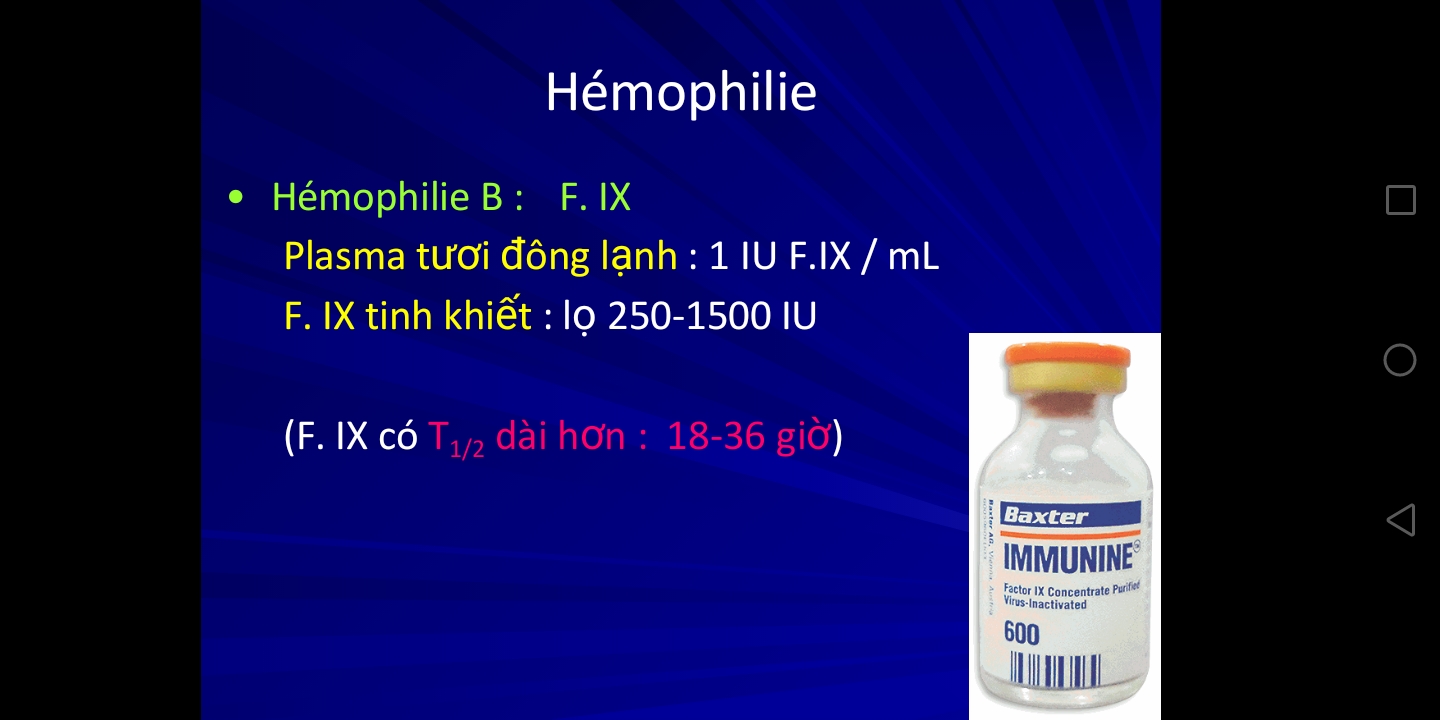 Hémophilie
• Hémophilie B : F. IX
Plasma tươi đông lạnh : 1 IU F.IX / mL
F. IX tinh khiết : lọ 250-1500 IU
(F. IX có T1/2 dài hơn : 18-36 giờ)
Baxter
IMMUNINE
Factor IX Concentrate Purified
Virus-Inactivated
600
Baxter AG, Vienna, Austria